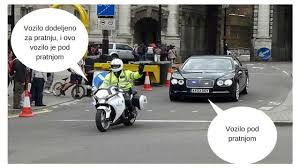 Vozilo dodeljeno
za pratnju, i ovo
vozilo je pod
pratnjom
Vozilo pod
pratnjom